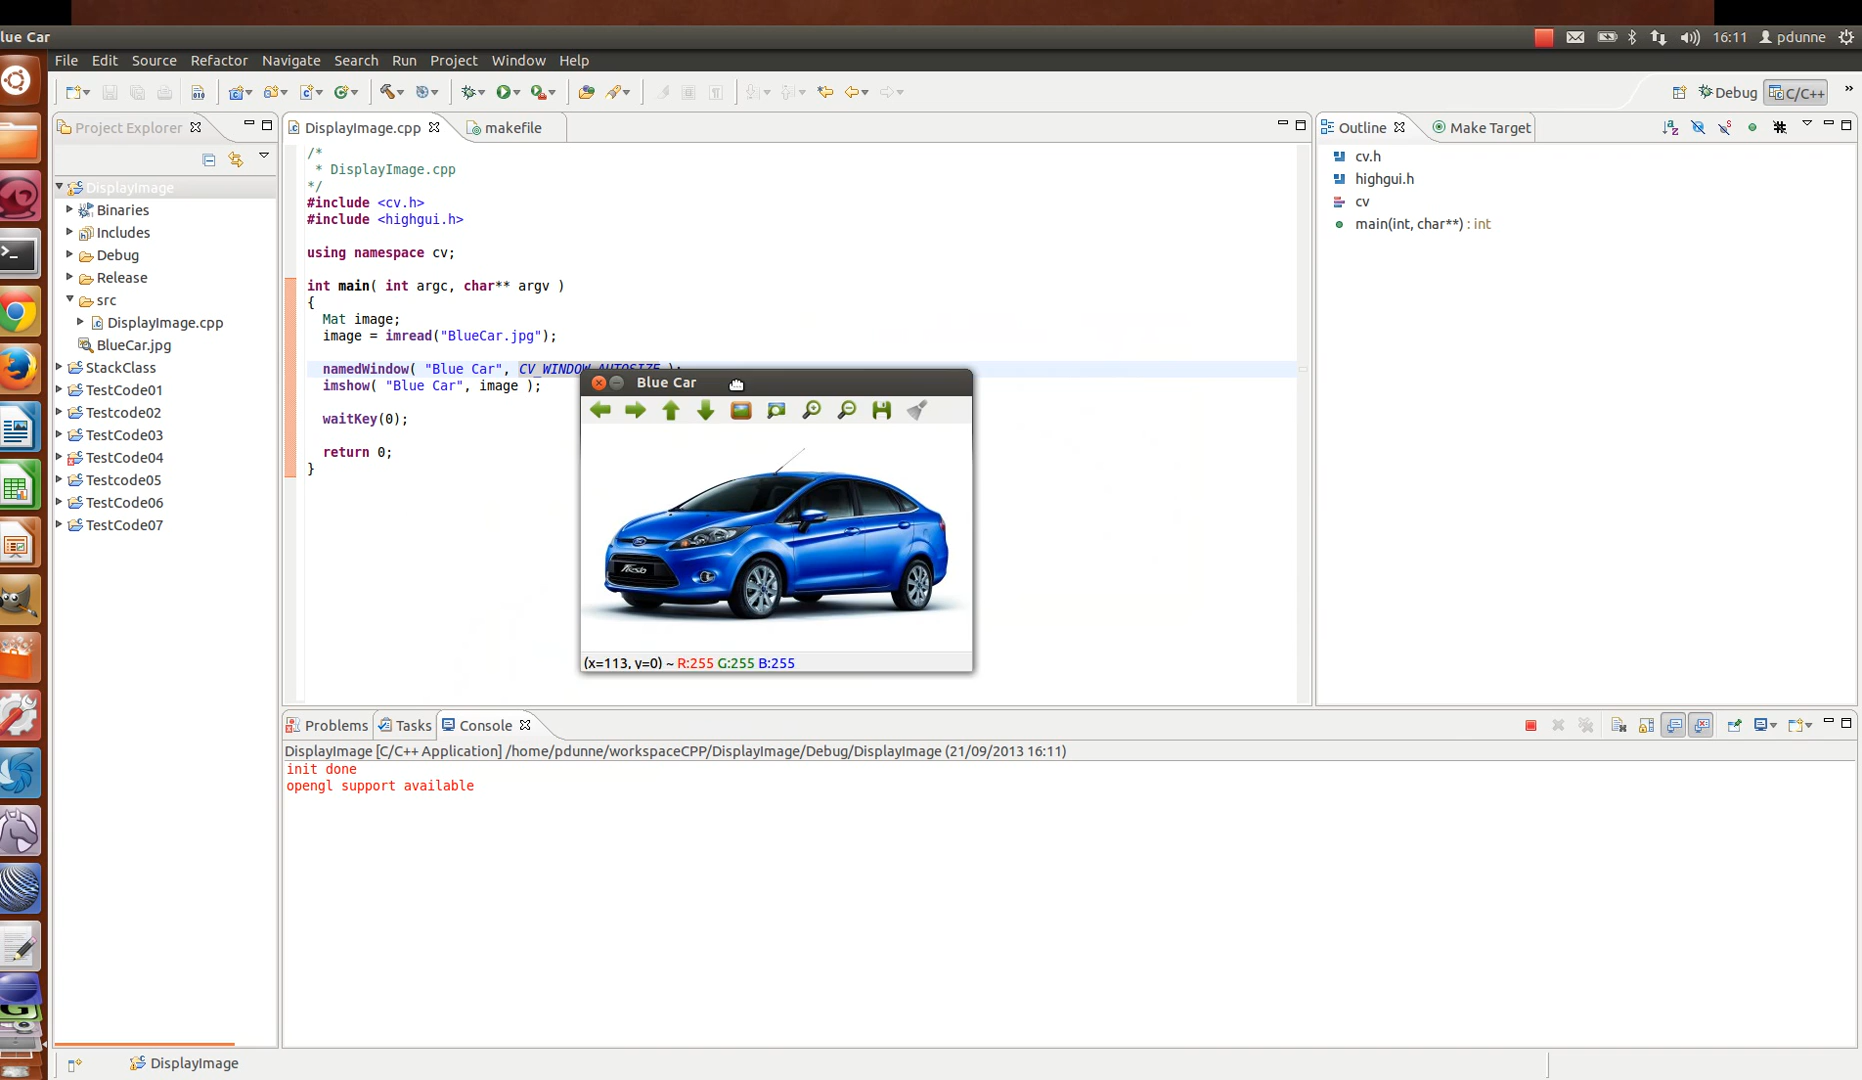 lue Car
16:11 pdunne
File Edit Source Refactor Navigate Search Run Project Window Help
Debug C/C++ »
Project Explorer
DisplayImage
Binaries
Includes
Debug
Release
src
DisplayImage.cpp
BlueCar.jpg
StackClass
TestCode01
Testcode02
TestCode03
TestCode04
Testcode05
TestCode06
TestCode07
DisplayImage.cpp makefile
/*
* DisplayImage.cpp
*/
#include <cv.h>
#include <highgui.h>
using namespace cv;
int main( int argc, char** argv )
{
Mat image;
image = imread("BlueCar.jpg");
namedWindow( "Blue Car", CV_WINDOW_AUTOSIZE );
imshow( "Blue Car", image );
waitKey(0);
return 0;
}
Blue Car
(x=113, y=0) ~ R:255 G:255 B:255
Outline Make Target
cv.h
highgui.h
cv
main(int, char**) : int
Problems Tasks Console
DisplayImage [C/C++ Application] /home/pdunne/workspaceCPP/DisplayImage/Debug/DisplayImage (21/09/2013 16:11)
init done
opengl support available
DisplayImage